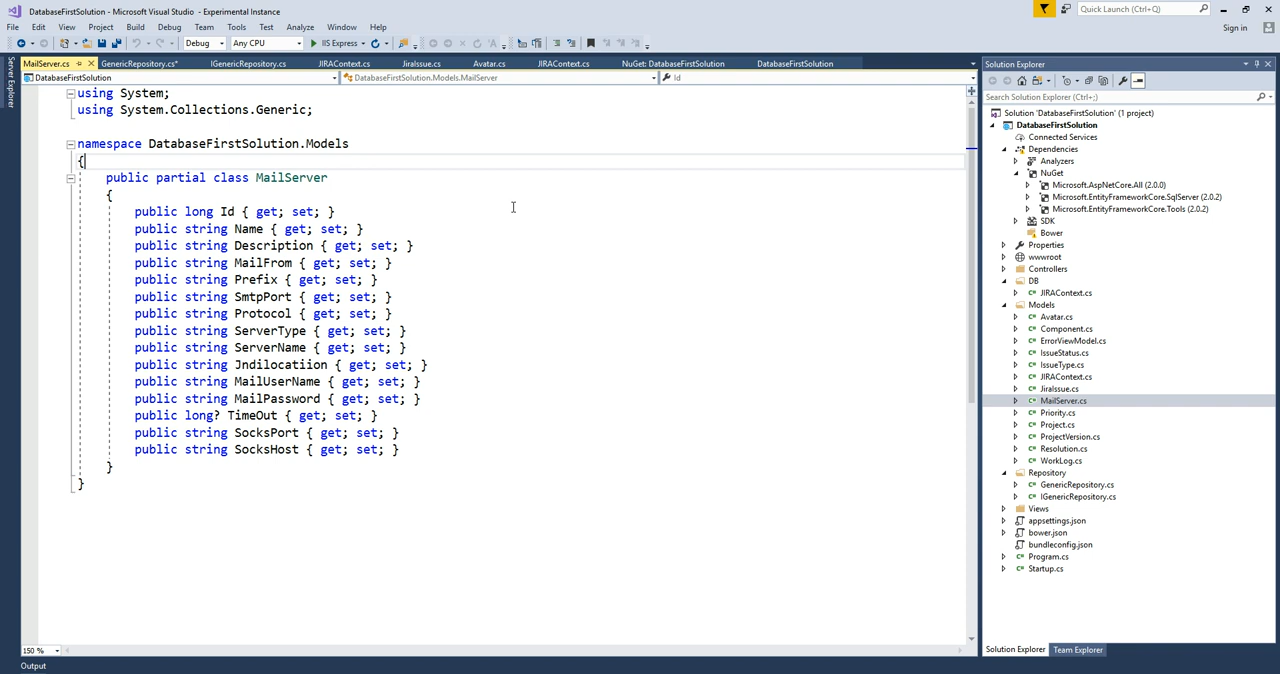 DatabaseFirstSolution - Microsoft Visual Studio - Experimental Instance
Quick Launch (Ctrl+Q)
File Edit View Project Build Debug Team Tools Test Analyze Window Help
Sign in
Debug Any CPU IIS Express
MailServer.cs GenericRepository.cs* IGenericRepository.cs JIRAContext.cs JiraIssue.cs Avatar.cs JIRAContext.cs NuGet: DatabaseFirstSolution DatabaseFirstSolution
DatabaseFirstSolution DatabaseFirstSolution.Models.MailServer Id
Server Explorer
using System;
using System.Collections.Generic;
namespace DatabaseFirstSolution.Models
{
public partial class MailServer
{
public long Id { get; set; }
public string Name { get; set; }
public string Description { get; set; }
public string MailFrom { get; set; }
public string Prefix { get; set; }
public string SmtpPort { get; set; }
public string Protocol { get; set; }
public string ServerType { get; set; }
public string ServerName { get; set; }
public string Jndilocatiion { get; set; }
public string MailUserName { get; set; }
public string MailPassword { get; set; }
public long? TimeOut { get; set; }
public string SocksPort { get; set; }
public string SocksHost { get; set; }
}
}
150 %
Output
Solution Explorer
Search Solution Explorer (Ctrl+;)
Solution 'DatabaseFirstSolution' (1 project)
DatabaseFirstSolution
Connected Services
Dependencies
Analyzers
NuGet
Microsoft.AspNetCore.All (2.0.0)
Microsoft.EntityFrameworkCore.SqlServer (2.0.2)
Microsoft.EntityFrameworkCore.Tools (2.0.2)
SDK
Bower
Properties
wwwroot
Controllers
DB
JIRAContext.cs
Models
Avatar.cs
Component.cs
ErrorViewModel.cs
IssueStatus.cs
IssueType.cs
JIRAContext.cs
JiraIssue.cs
MailServer.cs
Priority.cs
Project.cs
ProjectVersion.cs
Resolution.cs
WorkLog.cs
Repository
GenericRepository.cs
IGenericRepository.cs
Views
appsettings.json
bower.json
bundleconfig.json
Program.cs
Startup.cs
Solution Explorer Team Explorer